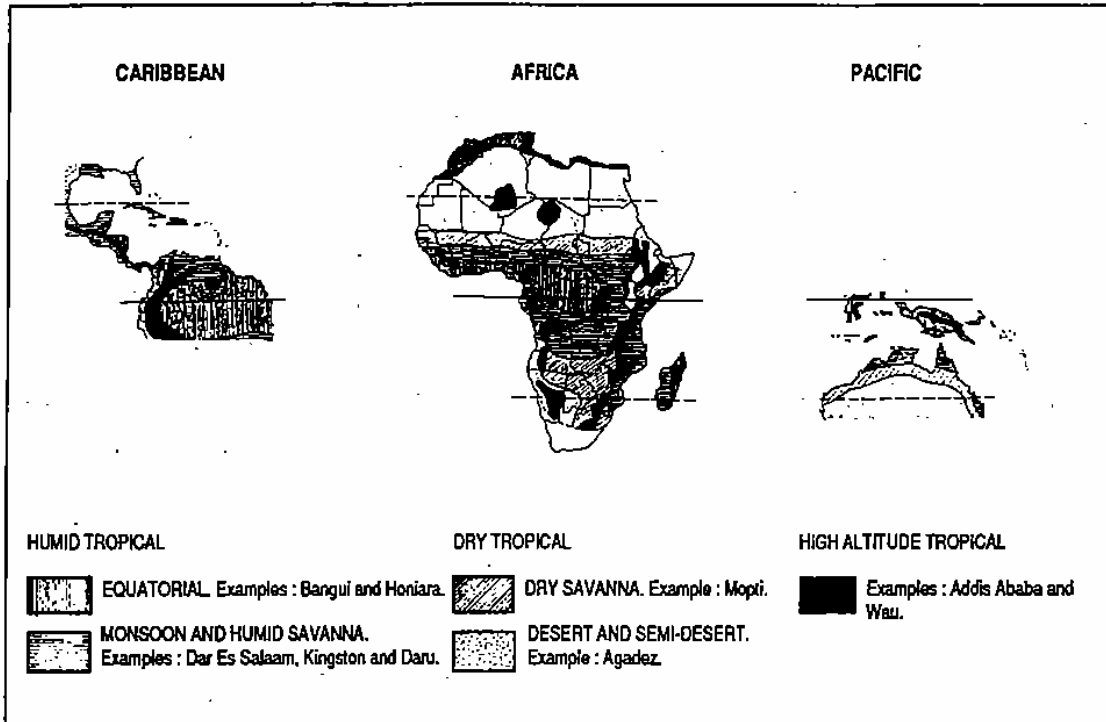 CARIBBEAN
AFRICA
PACIFIC
HUMID TROPICAL
EQUATORIAL. Examples : Bangui and Honiara.
MONSOON AND HUMID SAVANNA.
Examples : Dar Es Salaam, Kingston and Daru.
DRY TROPICAL
DRY SAVANNA. Example : Mopti.
DESERT AND SEMI-DESERT.
Example : Agadez.
HIGH ALTITUDE TROPICAL
Examples : Addis Ababa and
Wau.